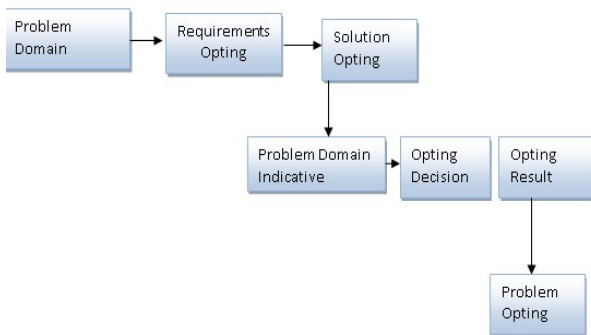 Problem
Domain
Requirements
Opting
Solution
Opting
Problem Domain
Indicative
Opting
Decision
Opting
Result
Problem
Opting